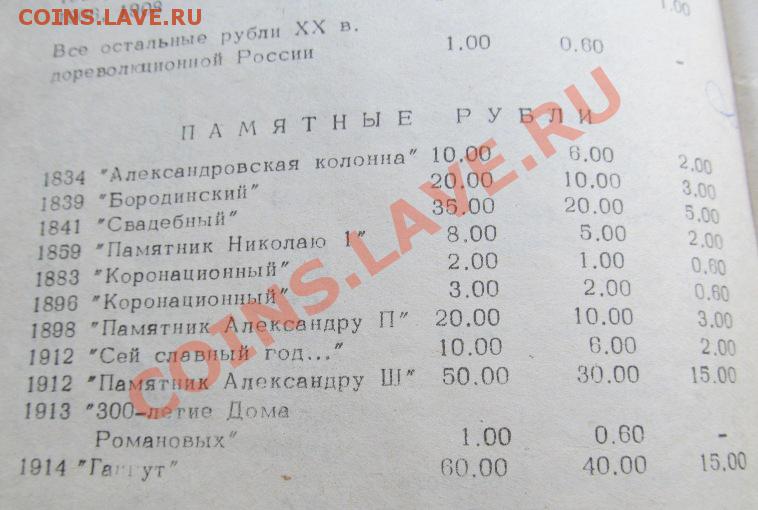 COINS.LAVE.RU
1908 1.00
Все остальные рубли ХХ в.
дореволюционной России 1.00 0.60 -
ПАМЯТНЫЕ РУБЛИ
1834 "Александровская колонна" 10.00 6.00 2.00
1839 "Бородинский" 20.00 10.00 3.00
1841 "Свадебный" 35.00 20.00 5.00
1859 "Памятник Николаю 1" 8.00 5.00 2.00
1883 "Коронационный" 2.00 1.00 0.60
1896 "Коронационный" 3.00 2.00 0.60
1898 "Памятник Александру П" 20.00 10.00 3.00
1912 "Сей славный год..." 10.00 6.00 2.00
1912 "Памятник Александру Ш" 50.00 30.00 15.00
1913 "300-летие Дома
Романовых" 1.00 0.60 -
1914 "Гангут" 60.00 40.00 15.00
COINS.LAVE.RU